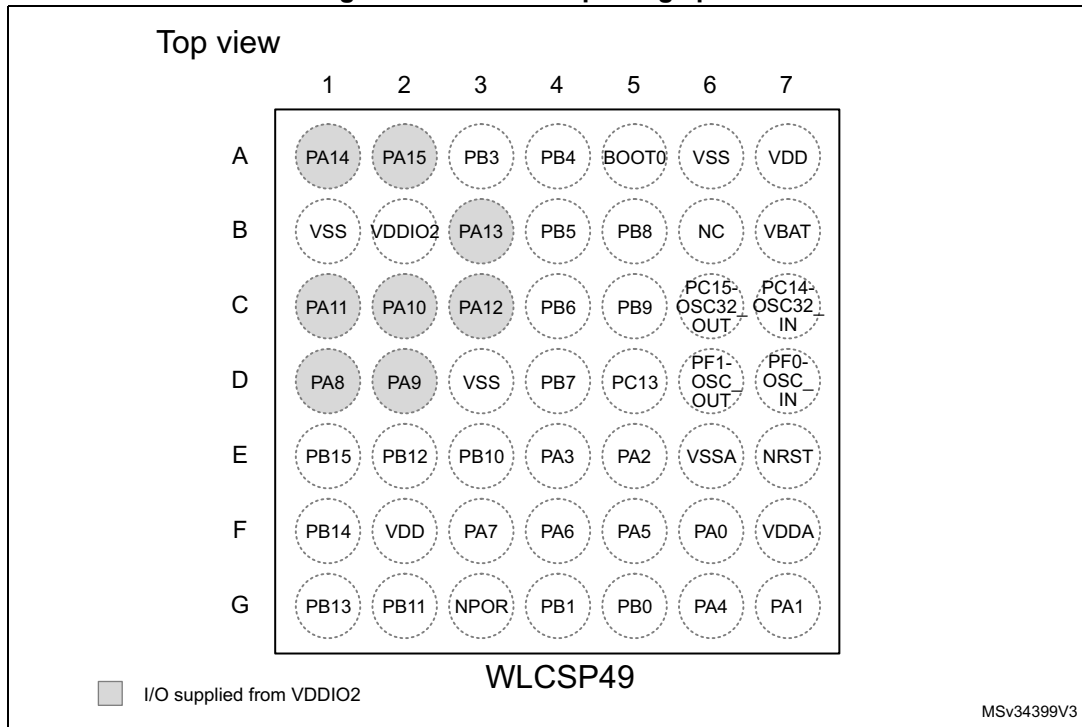 Top view
1 2 3 4 5 6 7
A PA14 PA15 PB3 PB4 BOOT0 VSS VDD
B VSS VDDIO2 PA13 PB5 PB8 NC VBAT
C PA11 PA10 PA12 PB6 PB9 PC15-OSC32_OUT PC14-OSC32_IN
D PA8 PA9 VSS PB7 PC13 PF1-OSC_OUT PF0-OSC_IN
E PB15 PB12 PB10 PA3 PA2 VSSA NRST
F PB14 VDD PA7 PA6 PA5 PA0 VDDA
G PB13 PB11 NPOR PB1 PB0 PA4 PA1
WLCSP49
I/O supplied from VDDIO2
MSv34399V3